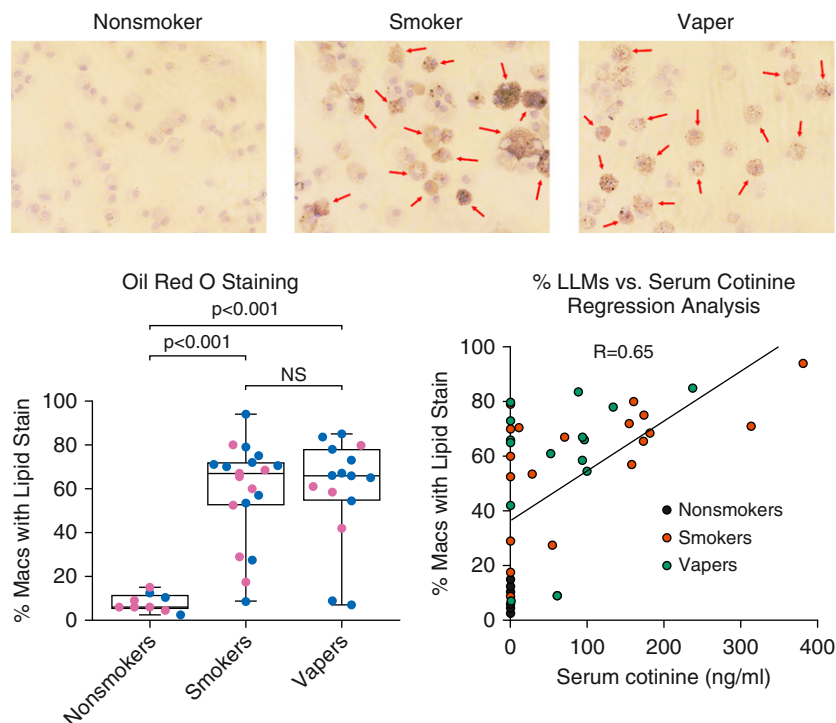 Nonsmoker
Smoker
Vaper
Oil Red O Staining
p<0.001
p<0.001
NS
% Macs with Lipid Stain
100
80
60
40
20
0
Nonsmokers
Smokers
Vapers
% LLMs vs. Serum Cotinine
Regression Analysis
R=0.65
% Macs with Lipid Stain
100
80
60
40
20
0
Nonsmokers
Smokers
Vapers
0
100
200
300
400
Serum cotinine (ng/ml)